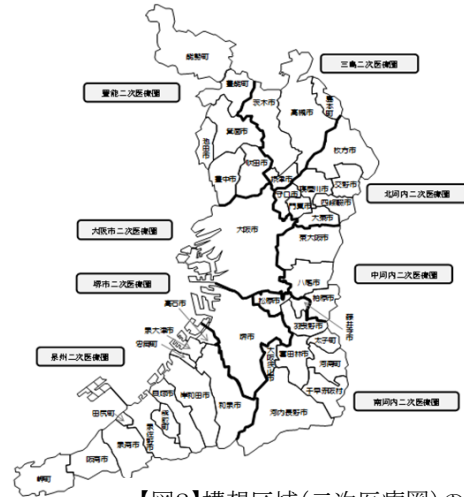 能勢町
三島二次医療圏
豊能町
豊能二次医療圏
茨木市
高槻市
島本町
箕面市
池田市
枚方市
吹田市
豊中市
摂津市
寝屋川市
交野市
守口市
北河内二次医療圏
門真市
四條畷市
大東市
大阪市二次医療圏
大阪市
東大阪市
八尾市
中河内二次医療圏
堺市二次医療圏
松原市
柏原市
高石市
藤井寺市
羽曳野市
泉大津市
堺市
太子町
忠岡町
大阪狭山市
富田林市
河南町
泉州二次医療圏
千早赤阪村
貝塚市
岸和田市
和泉市
南河内二次医療圏
田尻町
熊取町
河内長野市
泉佐野市
泉南市
阪南市
岬町
【図2】構想区域(二次医療圏)の